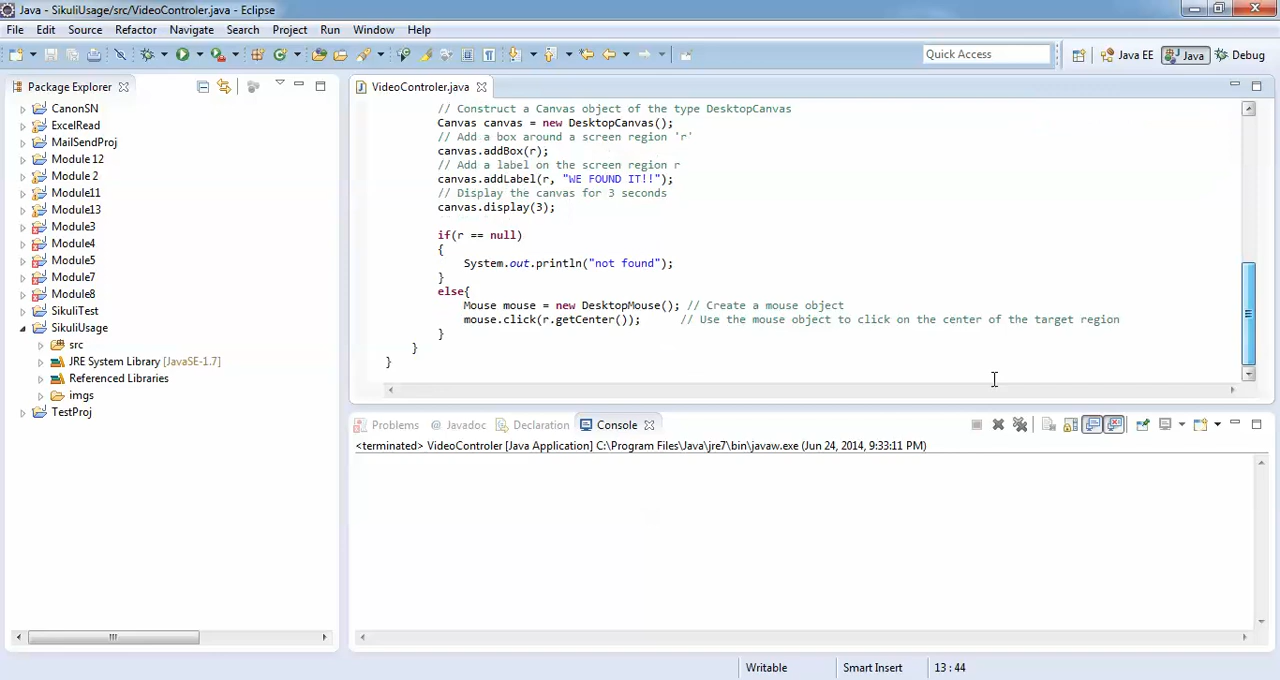 Java - SikuliUsage/src/VideoControler.java - Eclipse
File Edit Source Refactor Navigate Search Project Run Window Help
Quick Access Java EE Java Debug
Package Explorer
CanonSN
ExcelRead
MailSendProj
Module 12
Module 2
Module11
Module13
Module3
Module4
Module5
Module7
Module8
SikuliTest
SikuliUsage
src
JRE System Library [JavaSE-1.7]
Referenced Libraries
imgs
TestProj
VideoControler.java
// Construct a Canvas object of the type DesktopCanvas
Canvas canvas = new DesktopCanvas();
// Add a box around a screen region 'r'
canvas.addBox(r);
// Add a label on the screen region r
canvas.addLabel(r, "WE FOUND IT!!");
// Display the canvas for 3 seconds
canvas.display(3);
if(r == null)
{
System.out.println("not found");
}
else{
Mouse mouse = new DesktopMouse(); // Create a mouse object
mouse.click(r.getCenter()); // Use the mouse object to click on the center of the target region
}
}
}
Problems @ Javadoc Declaration Console
<terminated> VideoControler [Java Application] C:\Program Files\Java\jre7\bin\javaw.exe (Jun 24, 2014, 9:33:11 PM)
Writable Smart Insert 13 : 44